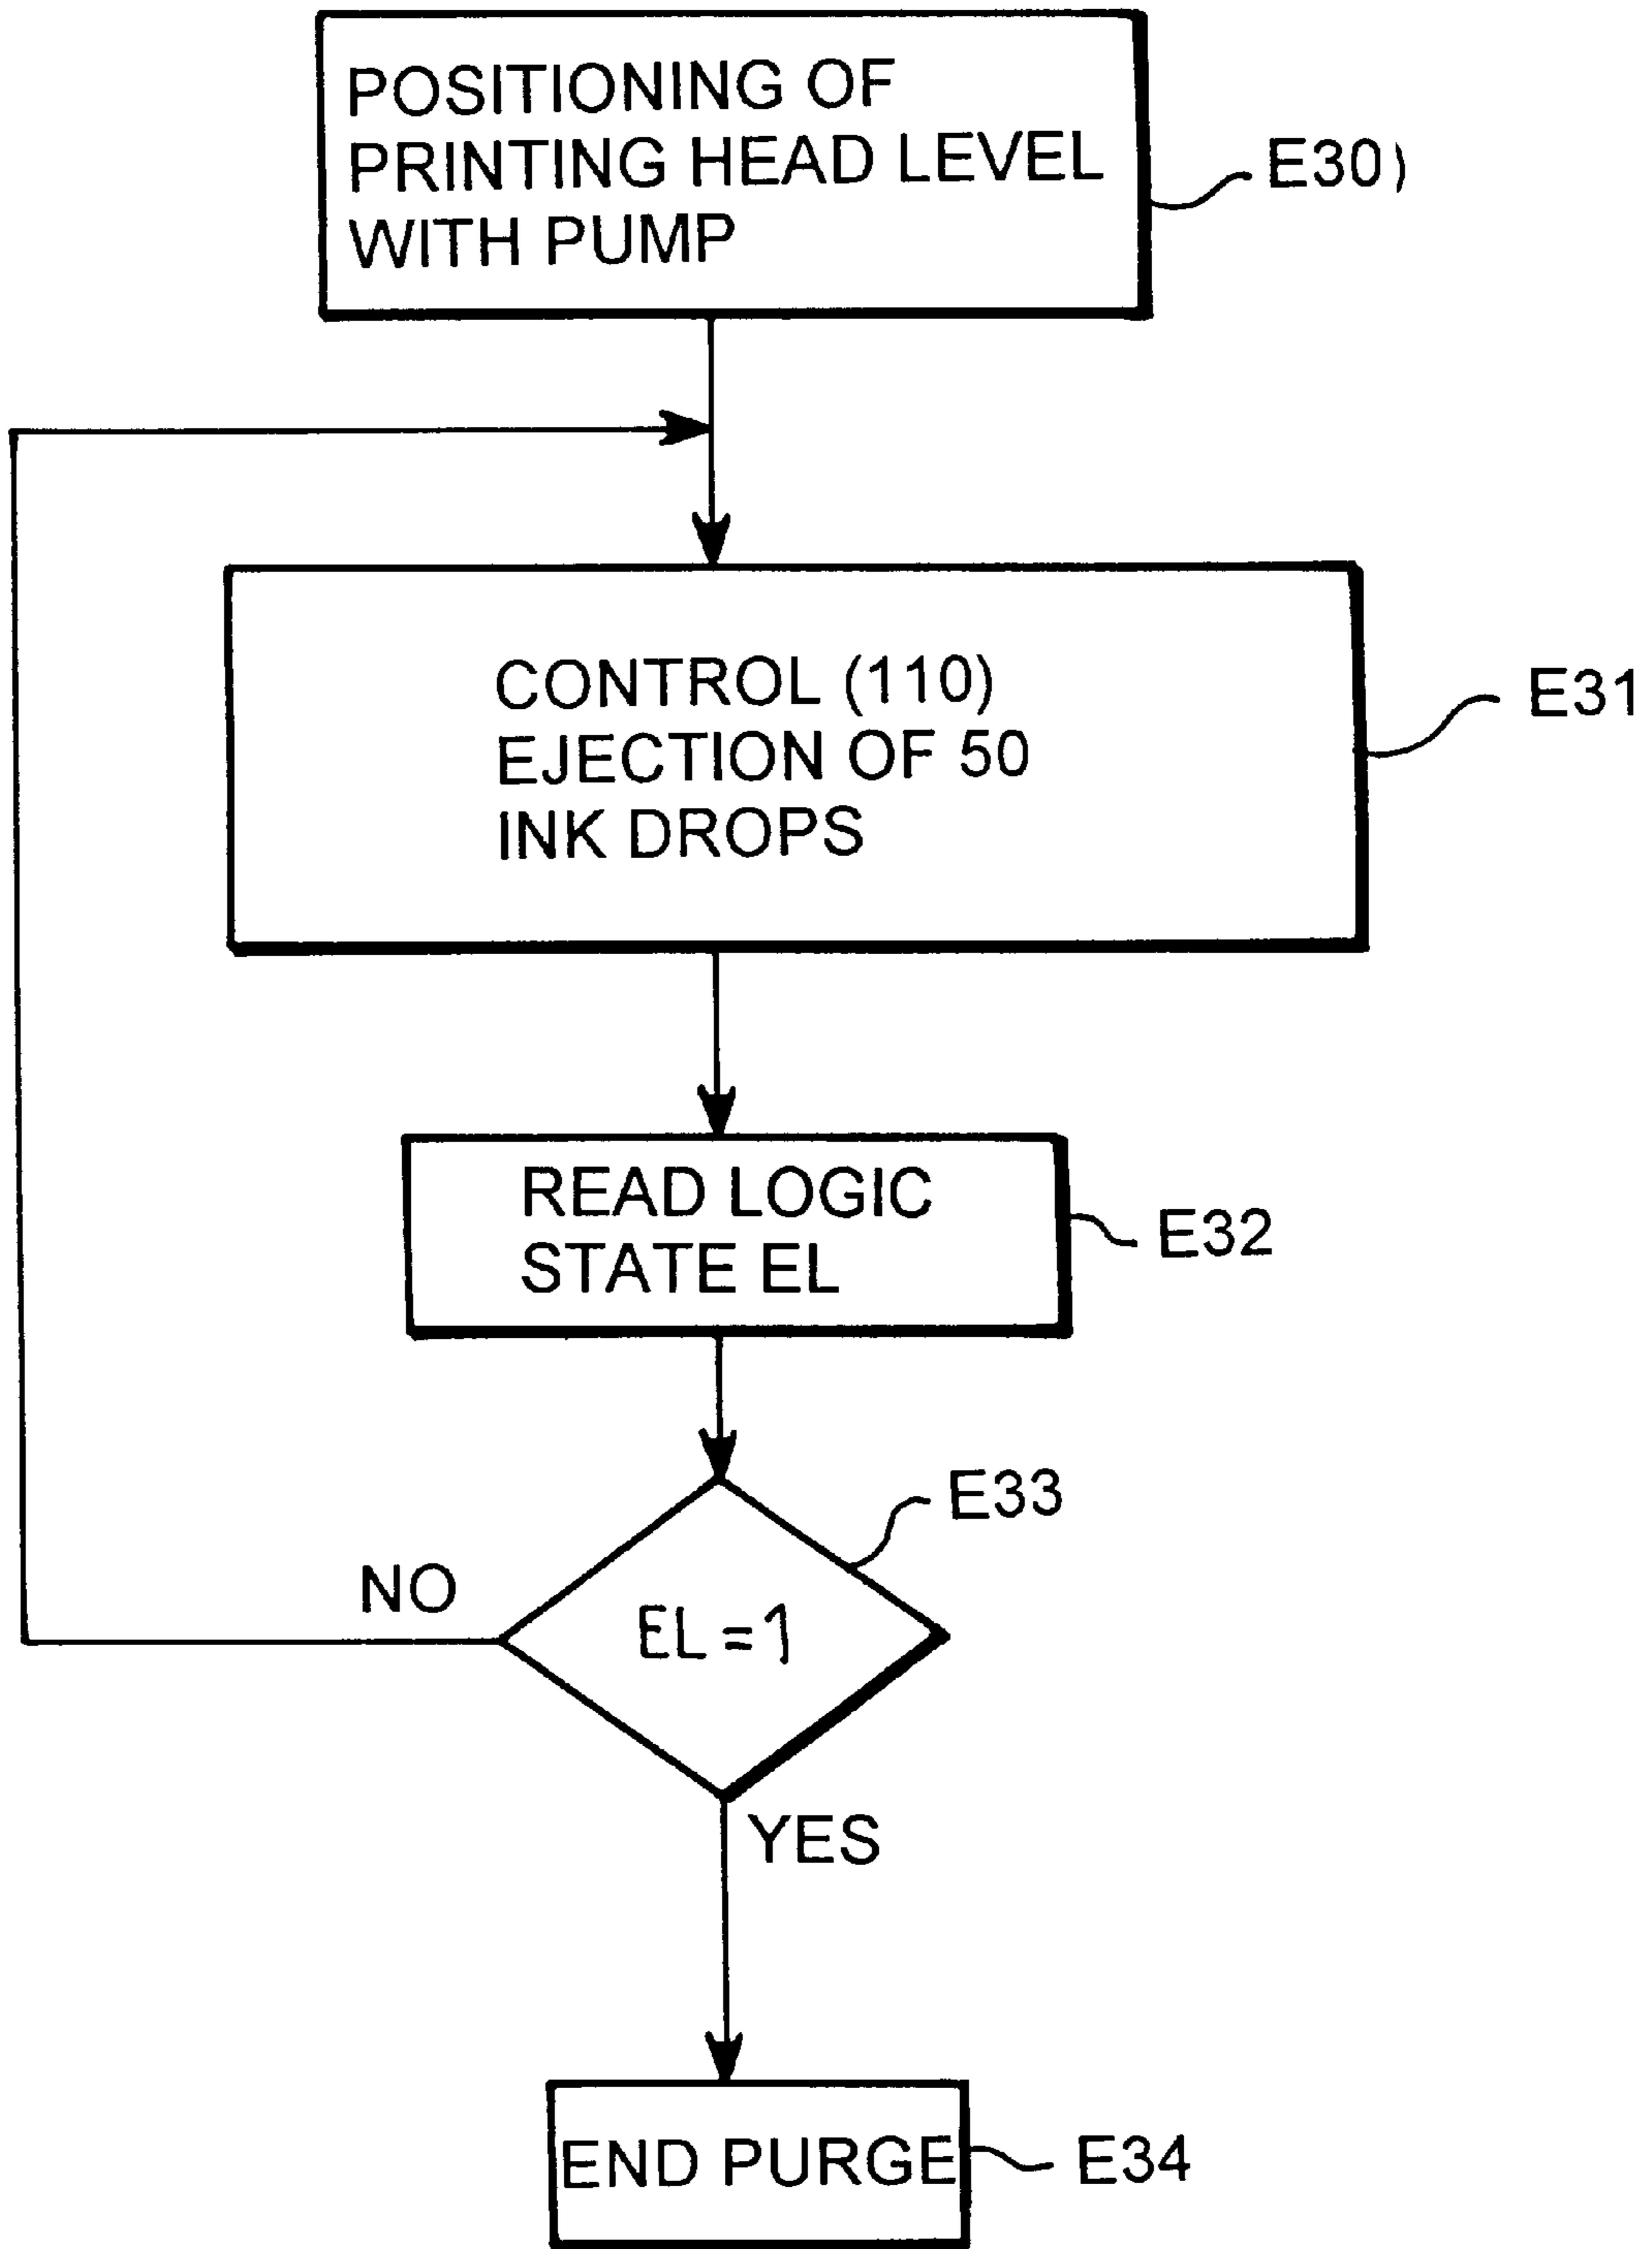 POSITIONING OF
PRINTING HEAD LEVEL
WITH PUMP
E30)
CONTROL (110)
EJECTION OF 50
INK DROPS
E31
READ LOGIC
STATE EL
E32
E33
NO
EL=1
YES
END PURGE
E34